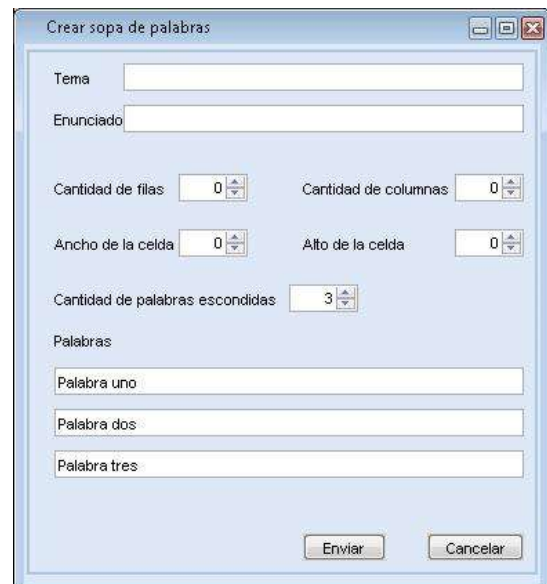 Crear sopa de palabras
Tema
Enunciado
Cantidad de filas 0 Cantidad de columnas 0
Ancho de la celda 0 Alto de la celda 0
Cantidad de palabras escondidas 3
Palabras
Palabra uno
Palabra dos
Palabra tres
Enviar Cancelar